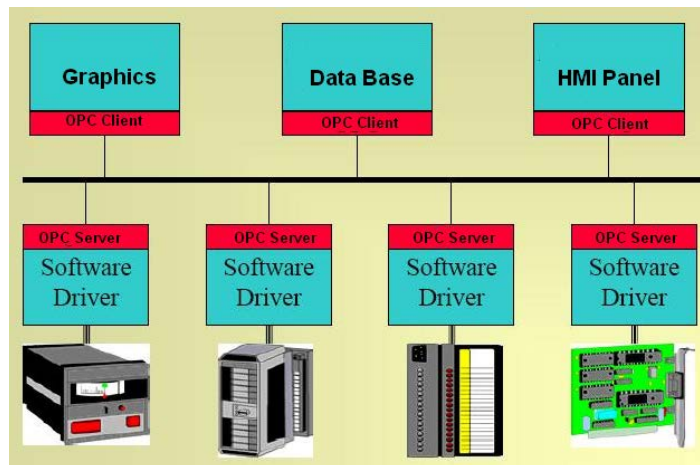 Graphics
Data Base
HMI Panel
OPC Client
OPC Client
OPC Client
OPC Server
OPC Server
OPC Server
OPC Server
Software
Driver
Software
Driver
Software
Driver
Software
Driver